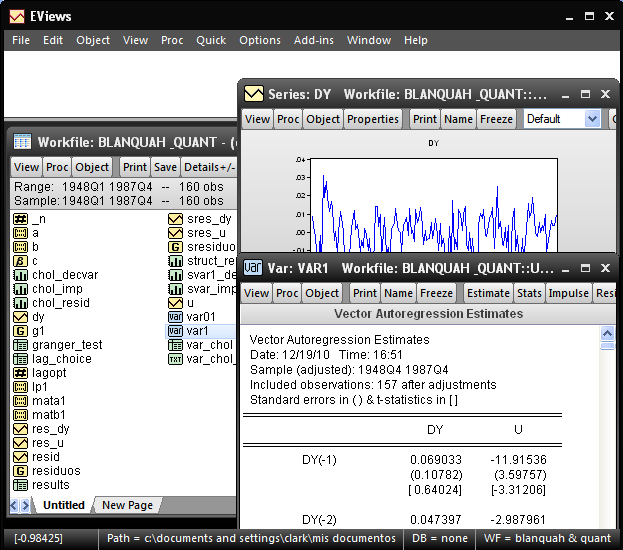 EViews
File Edit Object View Proc Quick Options Add-ins Window Help
Workfile: BLANQUAH _QUANT - (
View Proc Object Print Save Details+/-
Range: 1948Q1 1987Q4 -- 160 obs
Sample: 1948Q1 1987Q4 -- 160 obs
_n
a
b
c
chol_decvar
chol_imp
chol_resid
dy
g1
granger_test
lag_choice
lagopt
lp1
mata1
matb1
res_dy
res_u
resid
residuos
results
sres_dy
sres_u
sresiduo
struct_re
svar1_de
svar_imp
u
var01
var1
var_chol
var_chol_
Untitled New Page
Series: DY Workfile: BLANQUAH _QUANT::...
View Proc Object Properties Print Name Freeze Default
DY
.04
.03
.02
.01
.00
-.01
Var: VAR1 Workfile: BLANQUAH _QUANT::U...
View Proc Object Print Name Freeze Estimate Stats Impulse Resi
Vector Autoregression Estimates
Vector Autoregression Estimates
Date: 12/19/10 Time: 16:51
Sample (adjusted): 1948Q4 1987Q4
Included observations: 157 after adjustments
Standard errors in ( ) & t-statistics in [ ]
DY U
DY(-1) 0.069033 -11.91536
(0.10782) (3.59757)
[ 0.64024] [-3.31206]
DY(-2) 0.047397 -2.987961
[-0.98425] Path = c:\documents and settings\clark\mis documentos DB = none WF = blanquah & quant